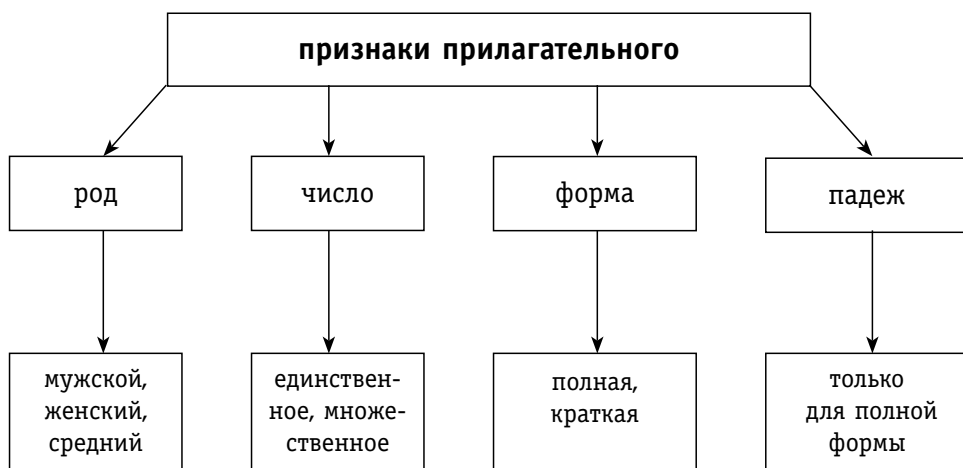 признаки прилагательного
род
число
форма
падеж
мужской,
женский,
средний
единствен-
ное, множе-
ственное
полная,
краткая
только
для полной
формы